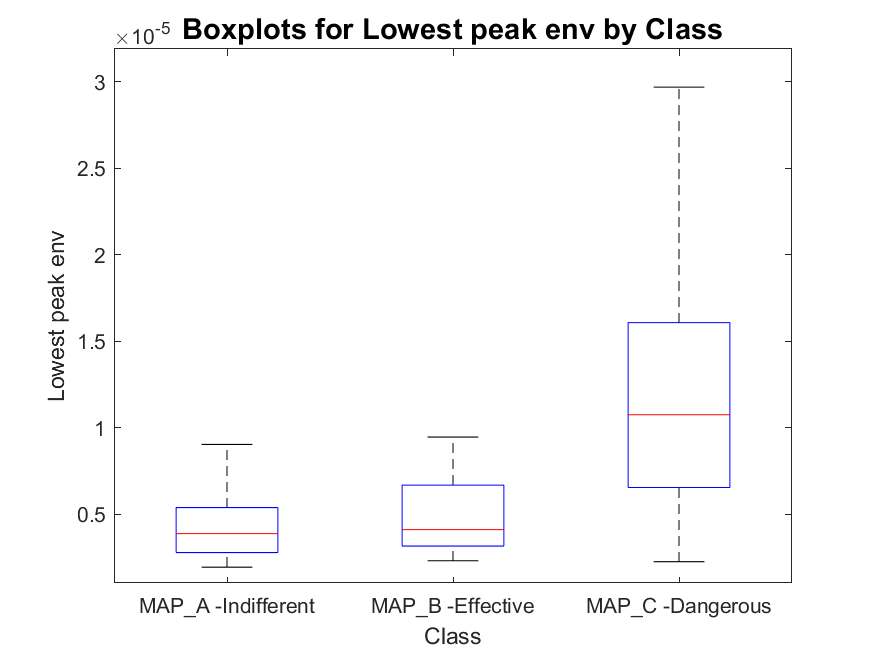 ×10-5 Boxplots for Lowest peak env by Class
3
2.5
2
1.5
1
0.5
Lowest peak env
MAP_A -Indifferent MAP_B -Effective MAP_C -Dangerous
Class